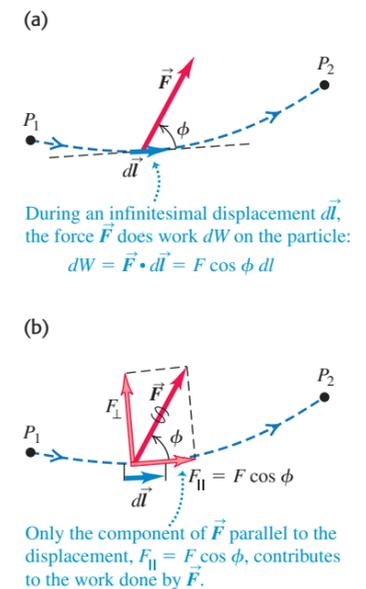 (a)
P₂
F⃗
P₁
ϕ
dl⃗
During an infinitesimal displacement dl⃗,
the force F⃗ does work dW on the particle:
dW = F⃗ • dl⃗ = F cos ϕ dl
(b)
P₂
F⃗
F⊥
P₁
ϕ
F∥ = F cos ϕ
dl⃗
Only the component of F⃗ parallel to the
displacement, F∥ = F cos ϕ, contributes
to the work done by F⃗.